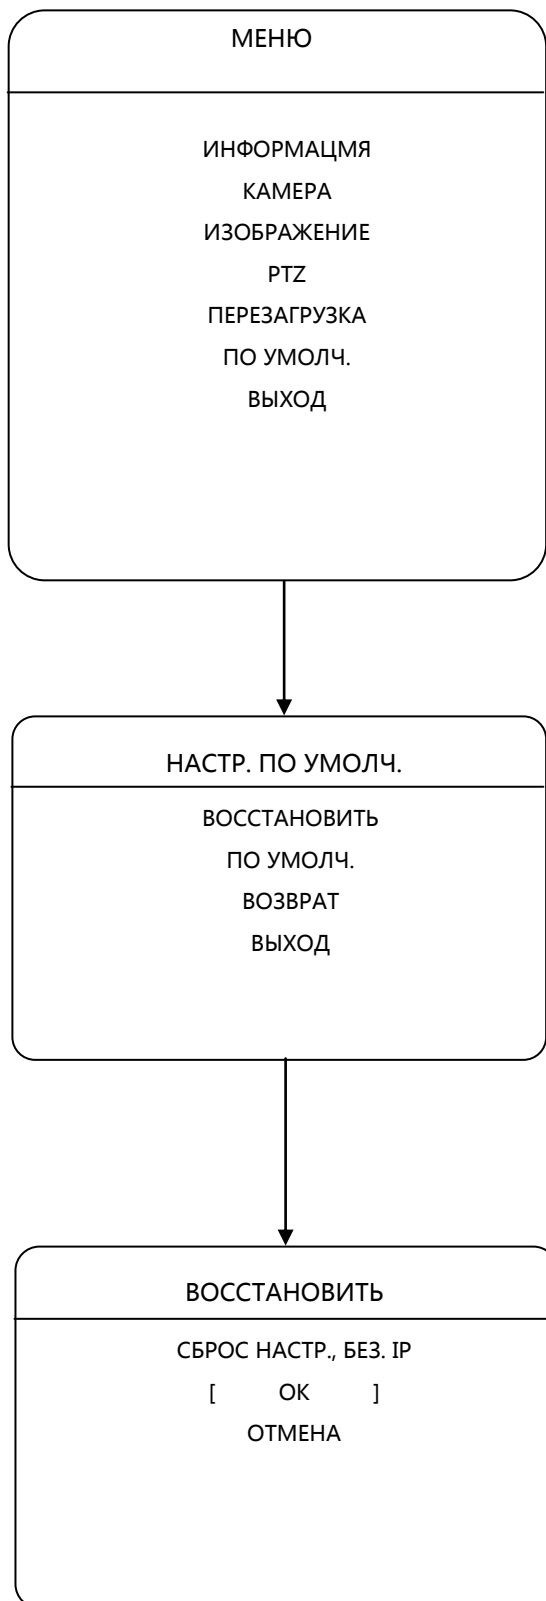 МЕНЮ
ИНФОРМАЦМЯ
КАМЕРА
ИЗОБРАЖЕНИЕ
PTZ
ПЕРЕЗАГРУЗКА
ПО УМОЛЧ.
ВЫХОД
НАСТР. ПО УМОЛЧ.
ВОССТАНОВИТЬ
ПО УМОЛЧ.
ВОЗВРАТ
ВЫХОД
ВОССТАНОВИТЬ
СБРОС НАСТР., БЕЗ. IP
[ ОК ]
ОТМЕНА